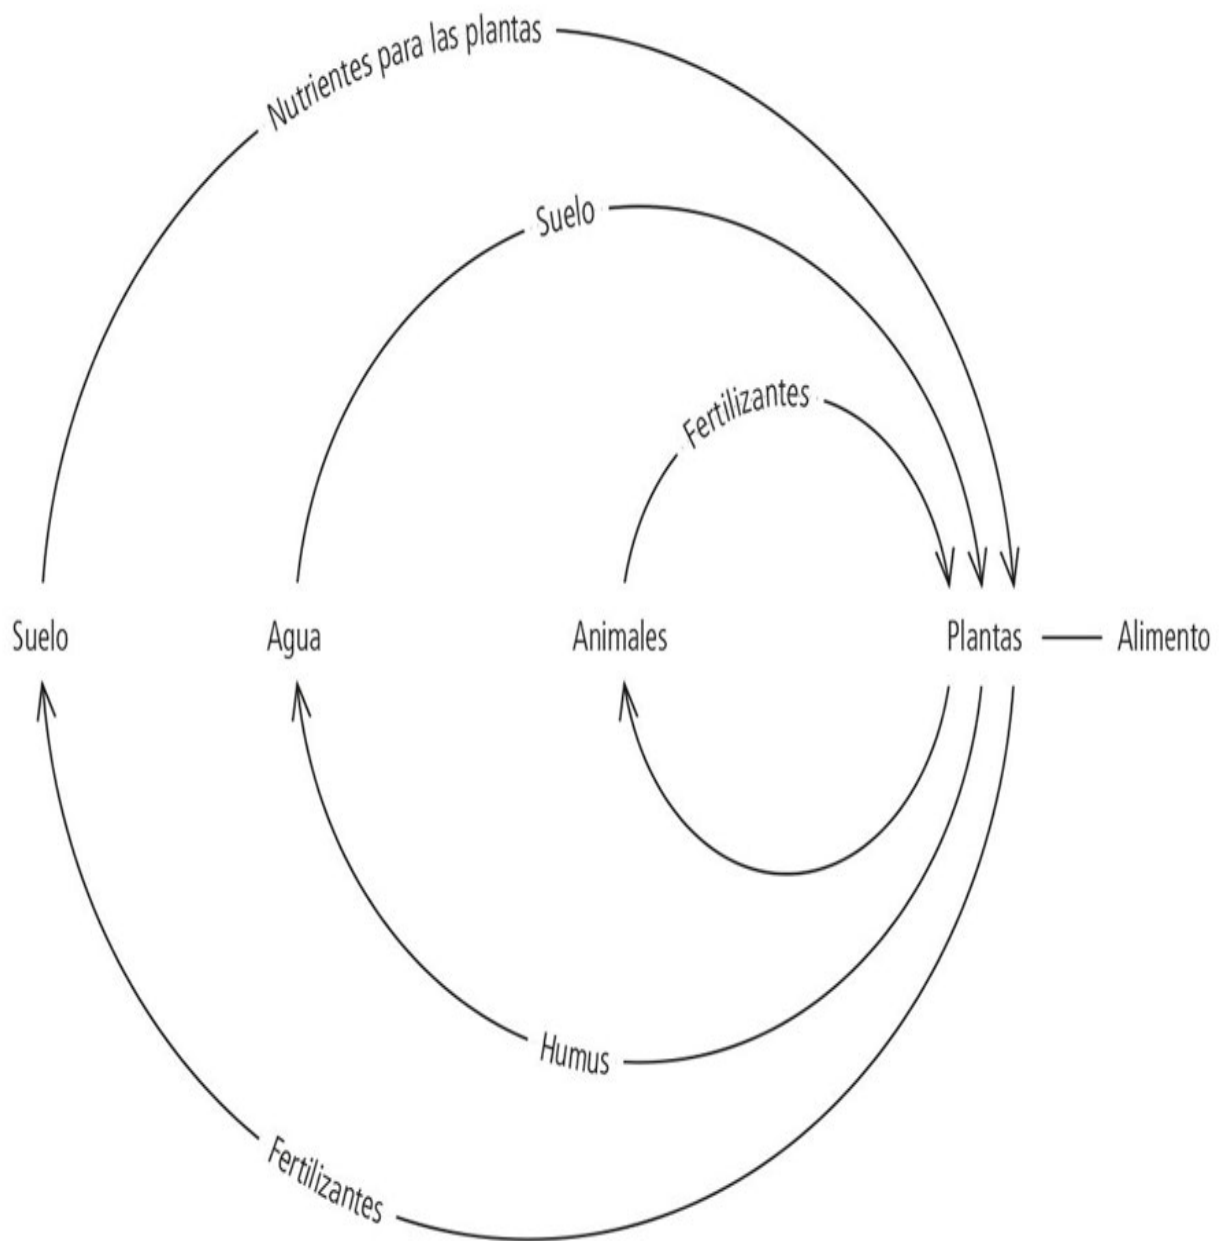 Nutrientes para las plantas
Suelo
Fertilizantes
Suelo
Agua
Animales
Plantas
Alimento
Humus
Fertilizantes